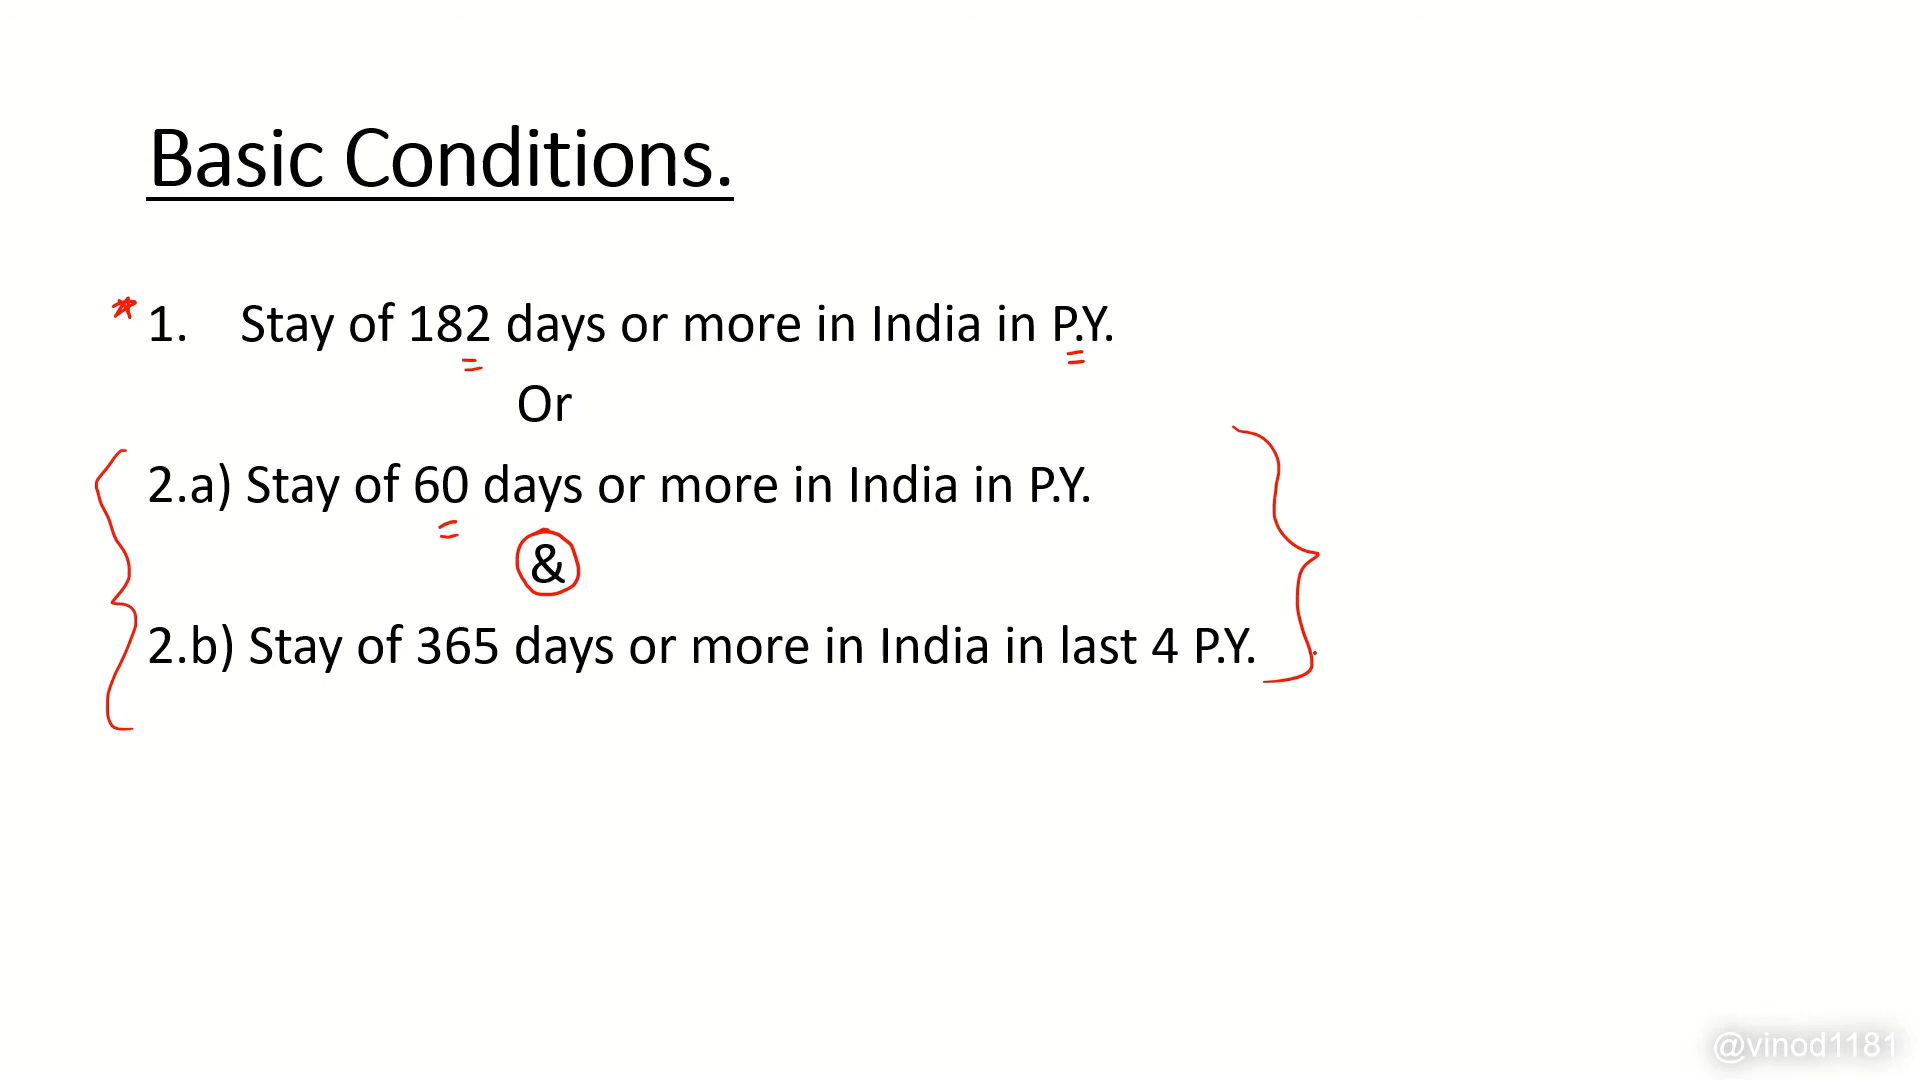 Basic Conditions.
* 1. Stay of 182 days or more in India in P.Y.
Or
2.a) Stay of 60 days or more in India in P.Y.
&
2.b) Stay of 365 days or more in India in last 4 P.Y.
@vinod1181